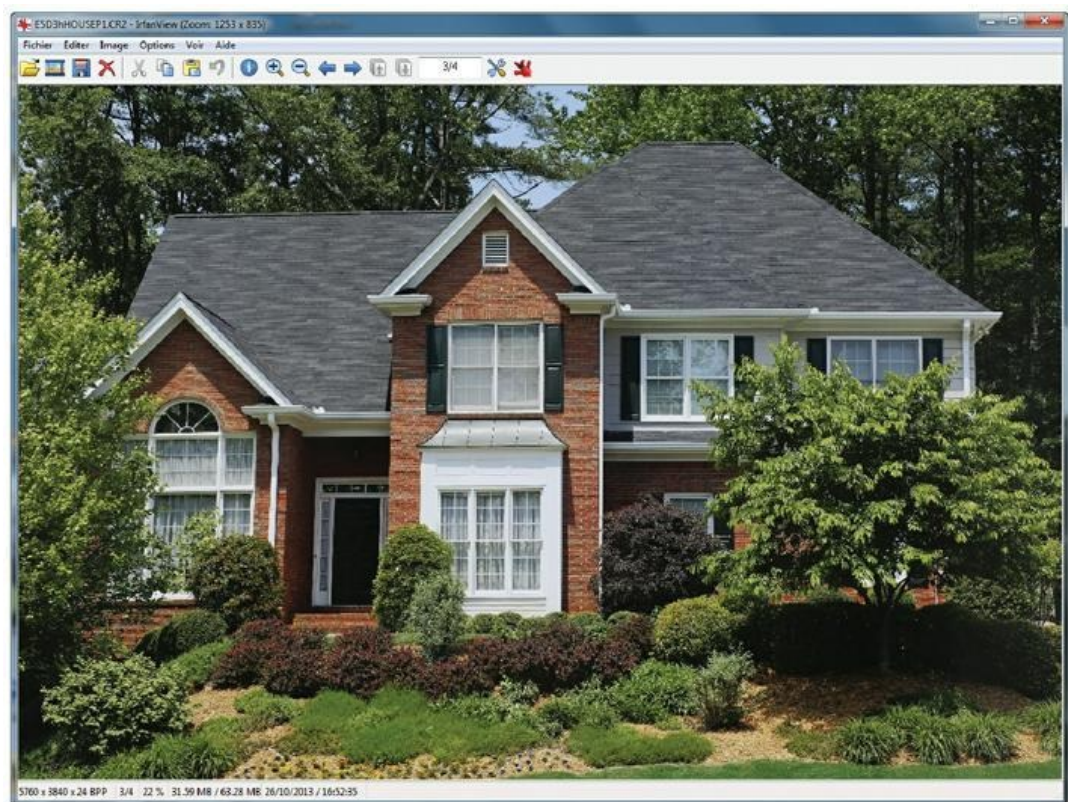 E5D3hHOUSEP1.CR2 - IrfanView (Zoom: 1253 x 835)
Fichier Editer Image Options Voir Aide
3/4
5760 x 3840 x 24 BPP 3/4 22 % 31.59 MB / 63.28 MB 26/10/2013 / 16:52:35